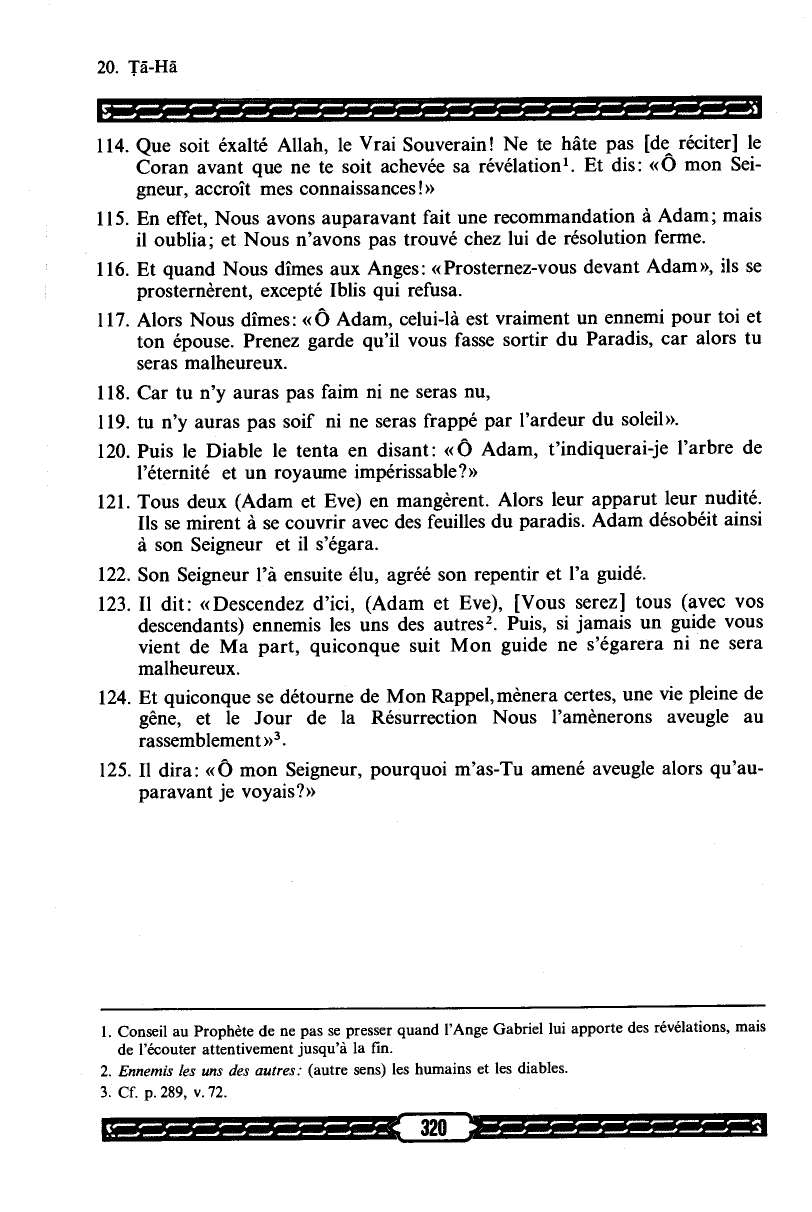 20. Ṭā-Hā
114. Que soit éxalté Allah, le Vrai Souverain! Ne te hâte pas [de réciter] le
Coran avant que ne te soit achevée sa révélation¹. Et dis: «Ô mon Sei-
gneur, accroît mes connaissances!»
115. En effet, Nous avons auparavant fait une recommandation à Adam; mais
il oublia; et Nous n'avons pas trouvé chez lui de résolution ferme.
116. Et quand Nous dîmes aux Anges: «Prosternez-vous devant Adam», ils se
prosternèrent, excepté Iblis qui refusa.
117. Alors Nous dîmes: «Ô Adam, celui-là est vraiment un ennemi pour toi et
ton épouse. Prenez garde qu'il vous fasse sortir du Paradis, car alors tu
seras malheureux.
118. Car tu n'y auras pas faim ni ne seras nu,
119. tu n'y auras pas soif ni ne seras frappé par l'ardeur du soleil».
120. Puis le Diable le tenta en disant: «Ô Adam, t'indiquerai-je l'arbre de
l'éternité et un royaume impérissable?»
121. Tous deux (Adam et Eve) en mangèrent. Alors leur apparut leur nudité.
Ils se mirent à se couvrir avec des feuilles du paradis. Adam désobéit ainsi
à son Seigneur et il s'égara.
122. Son Seigneur l'à ensuite élu, agréé son repentir et l'a guidé.
123. Il dit: «Descendez d'ici, (Adam et Eve), [Vous serez] tous (avec vos
descendants) ennemis les uns des autres². Puis, si jamais un guide vous
vient de Ma part, quiconque suit Mon guide ne s'égarera ni ne sera
malheureux.
124. Et quiconque se détourne de Mon Rappel, mènera certes, une vie pleine de
gêne, et le Jour de la Résurrection Nous l'amènerons aveugle au
rassemblement»³.
125. Il dira: «Ô mon Seigneur, pourquoi m'as-Tu amené aveugle alors qu'au-
paravant je voyais?»
1. Conseil au Prophète de ne pas se presser quand l'Ange Gabriel lui apporte des révélations, mais
de l'écouter attentivement jusqu'à la fin.
2. Ennemis les uns des autres: (autre sens) les humains et les diables.
3. Cf. p. 289, v. 72.
320